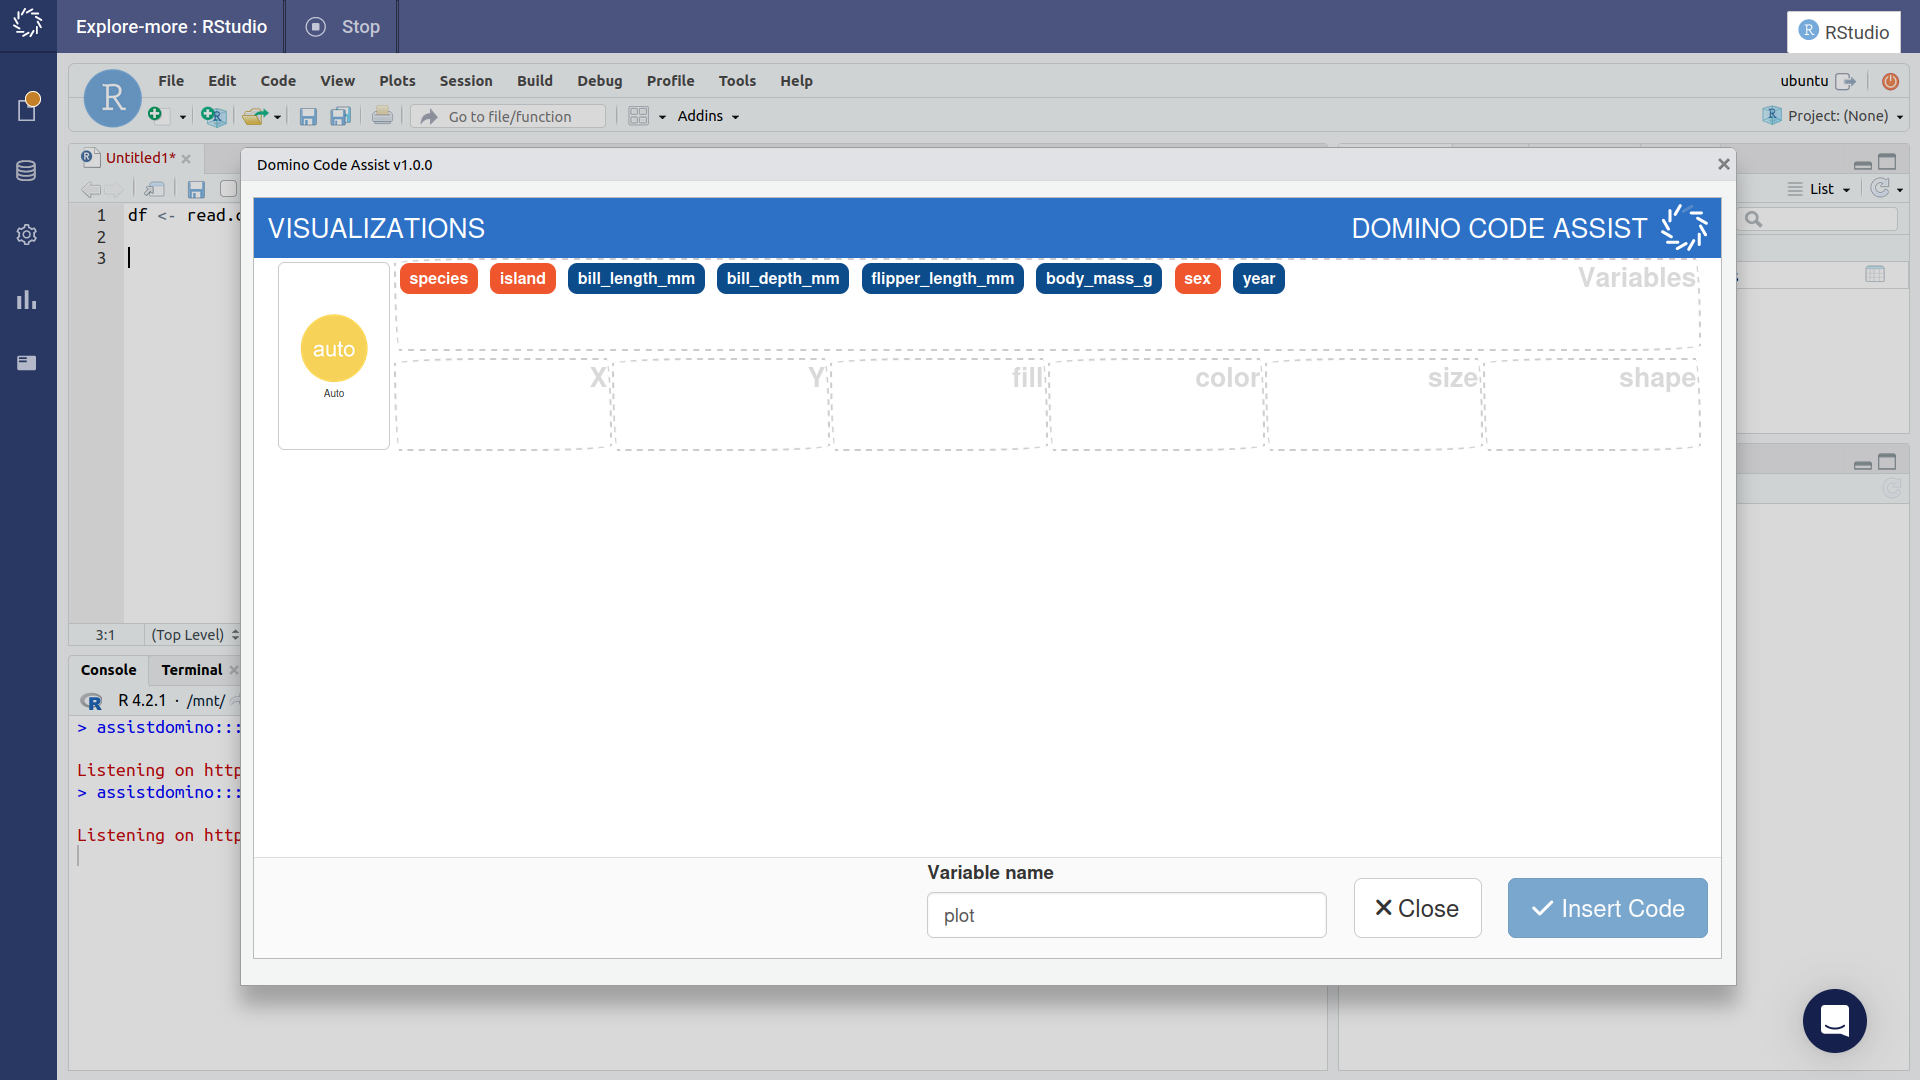 Explore-more : RStudio
Stop
RStudio
File Edit Code View Plots Session Build Debug Profile Tools Help
ubuntu
Go to file/function
Addins
Project: (None)
Untitled1*
Domino Code Assist v1.0.0
List
1 df <- read.
2
3
VISUALIZATIONS
DOMINO CODE ASSIST
species island bill_length_mm bill_depth_mm flipper_length_mm body_mass_g sex year
Variables
auto
Auto
X Y fill color size shape
3:1 (Top Level)
Console Terminal
R 4.2.1 · /mnt/
> assistdomino:::
Listening on http
> assistdomino:::
Listening on http
Variable name
plot
Close
Insert Code